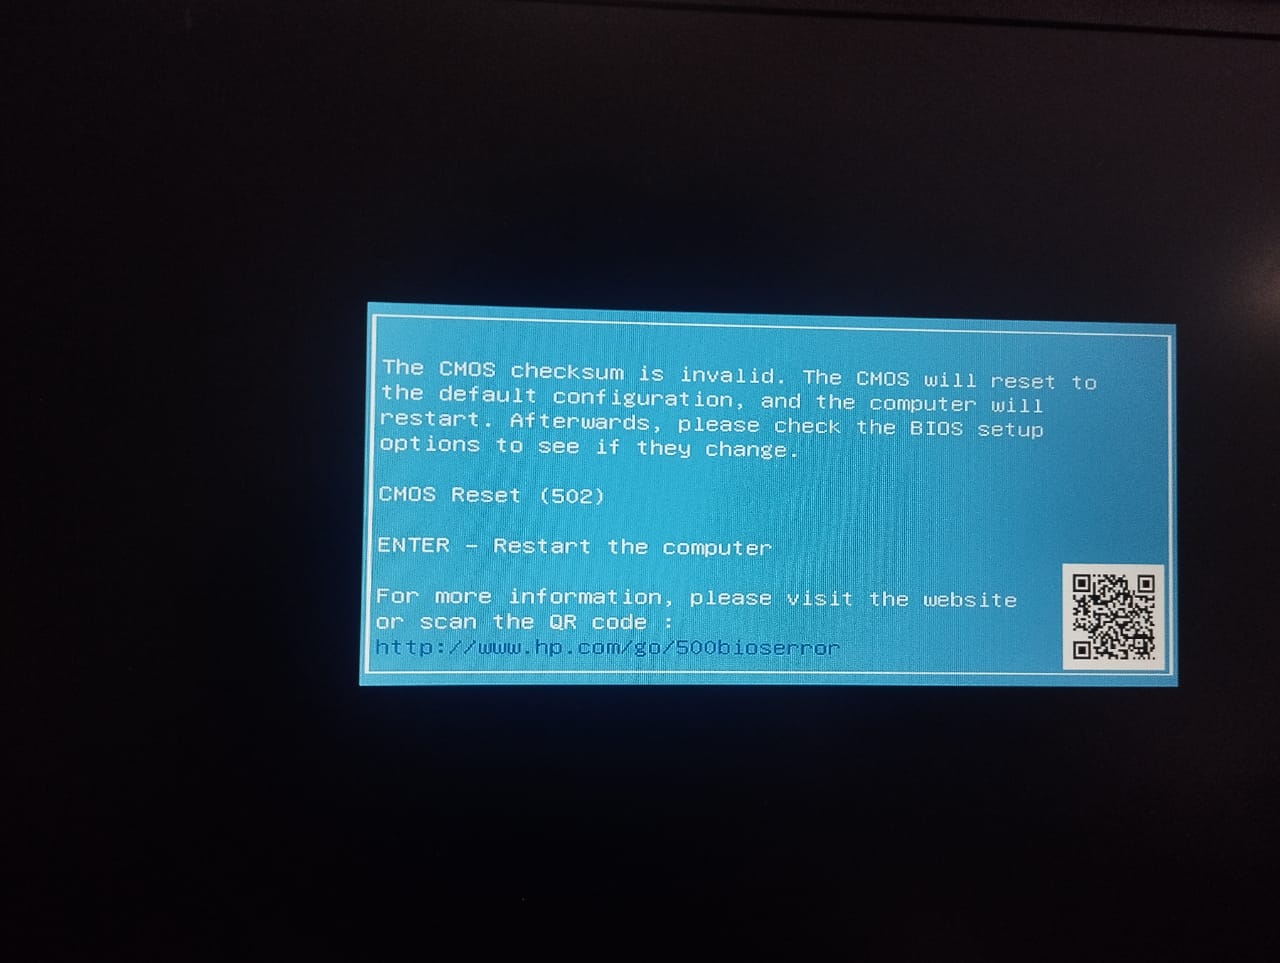 The CMOS checksum is invalid. The CMOS will reset to
the default configuration, and the computer will
restart. Afterwards, please check the BIOS setup
options to see if they change.
CMOS Reset (502)
ENTER - Restart the computer
For more information, please visit the website
or scan the QR code :
http://www.hp.com/go/500bioserror